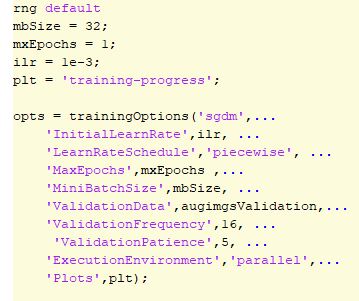 rng default
mbSize = 32;
mxEpochs = 1;
ilr = 1e-3;
plt = 'training-progress';

opts = trainingOptions('sgdm',...
    'InitialLearnRate',ilr, ...
    'LearnRateSchedule','piecewise', ...
    'MaxEpochs',mxEpochs ,...
    'MiniBatchSize',mbSize, ...
    'ValidationData',augimgsValidation,...
    'ValidationFrequency',16, ...
     'ValidationPatience',5, ...
    'ExecutionEnvironment','parallel',...
    'Plots',plt);